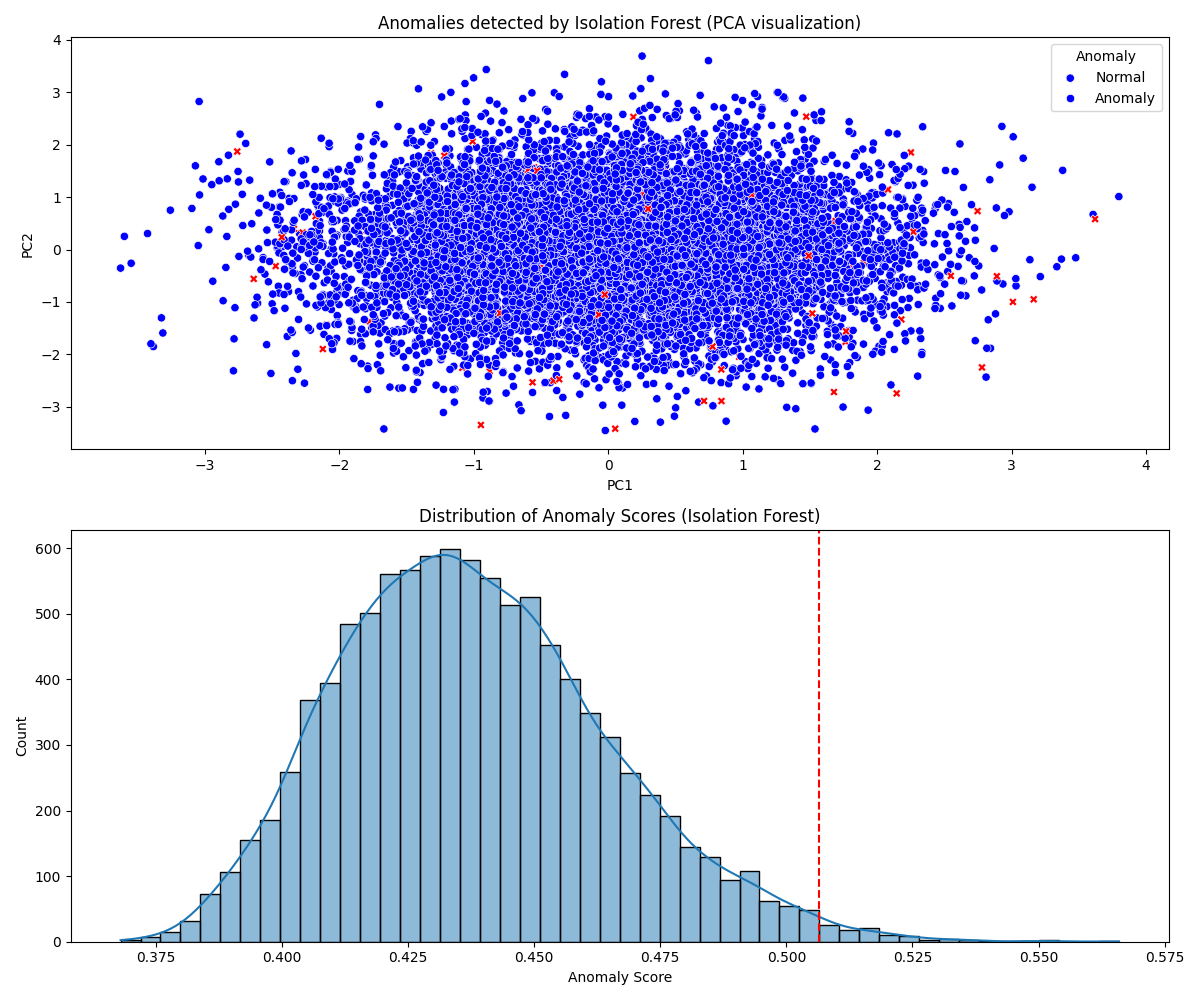 Anomalies detected by Isolation Forest (PCA visualization)
Anomaly
Normal
Anomaly
4
3
2
1
0
−1
−2
−3
PC2
−3 −2 −1 0 1 2 3 4
PC1
Distribution of Anomaly Scores (Isolation Forest)
600
500
400
300
200
100
0
Count
0.375 0.400 0.425 0.450 0.475 0.500 0.525 0.550 0.575
Anomaly Score